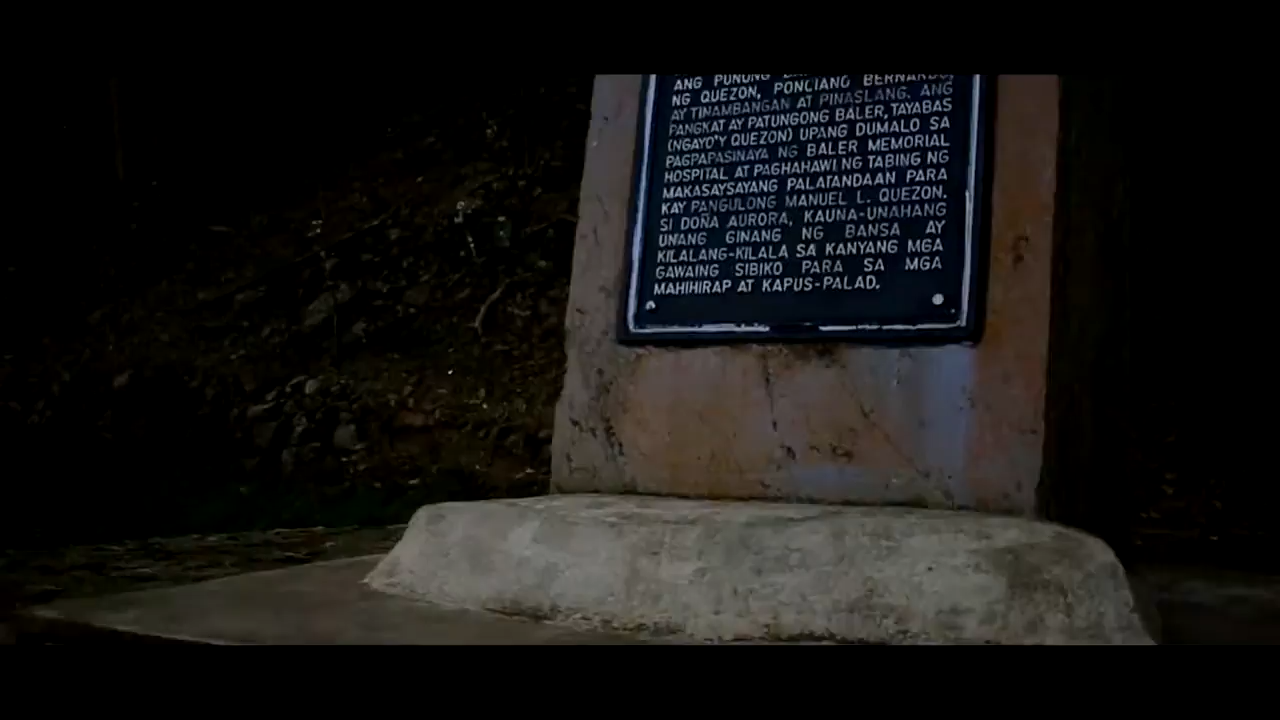 ANG PUNONG
NG QUEZON, PONCIANO BERNARDO,
AY TINAMBANGAN AT PINASLANG. ANG
PANGKAT AY PATUNGONG BALER, TAYABAS
(NGAYO'Y QUEZON) UPANG DUMALO SA
PAGPAPASINAYA NG BALER MEMORIAL
HOSPITAL AT PAGHAHAWI NG TABING NG
MAKASAYSAYANG PALATANDAAN PARA
KAY PANGULONG MANUEL L. QUEZON.
SI DOÑA AURORA, KAUNA-UNAHANG
UNANG GINANG NG BANSA AY
KILALANG-KILALA SA KANYANG MGA
GAWAING SIBIKO PARA SA MGA
MAHIHIRAP AT KAPUS-PALAD.